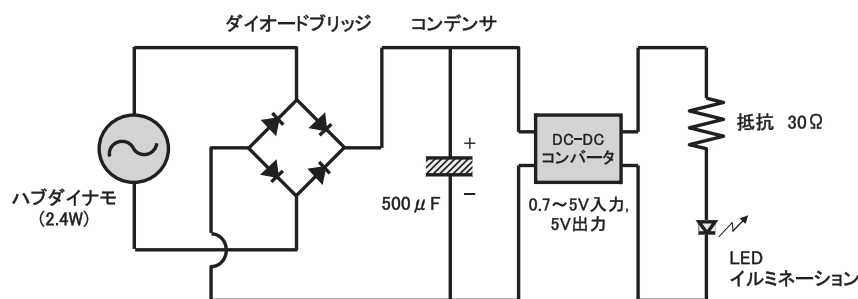 ダイオードブリッジ
コンデンサ
ハブダイナモ
(2.4W)
+
−
500μF
DC-DC
コンバータ
0.7～5V入力,
5V出力
抵抗 30Ω
LED
イルミネーション